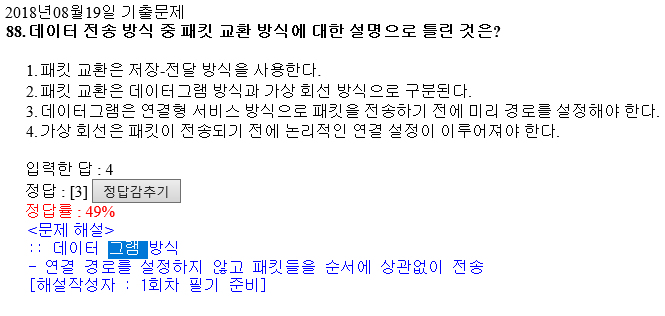 2018년08월19일 기출문제
88. 데이터 전송 방식 중 패킷 교환 방식에 대한 설명으로 틀린 것은?
1. 패킷 교환은 저장-전달 방식을 사용한다.
2. 패킷 교환은 데이터그램 방식과 가상 회선 방식으로 구분된다.
3. 데이터그램은 연결형 서비스 방식으로 패킷을 전송하기 전에 미리 경로를 설정해야 한다.
4. 가상 회선은 패킷이 전송되기 전에 논리적인 연결 설정이 이루어져야 한다.
입력한 답 : 4
정답 : [3] 정답감추기
정답률 : 49%
<문제 해설>
:: 데이터 그램 방식
- 연결 경로를 설정하지 않고 패킷들을 순서에 상관없이 전송
[해설작성자 : 1회차 필기 준비]